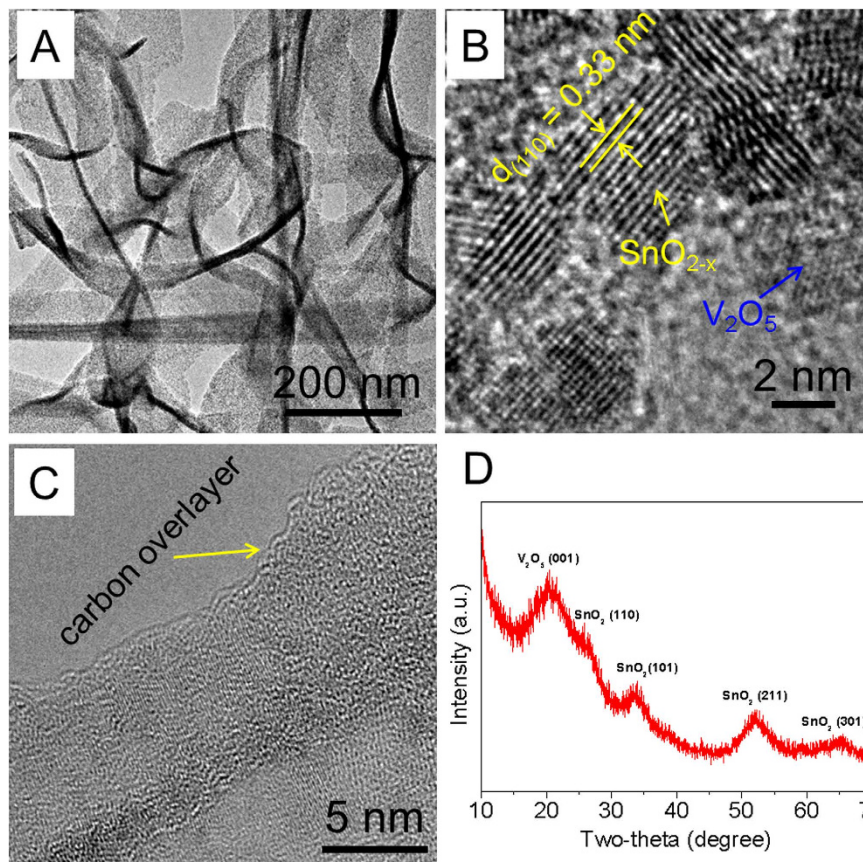 A
200 nm
B
d(110) = 0.33 nm
SnO2-x
V2O5
2 nm
C
carbon overlayer
5 nm
D
Intensity (a.u.)
V2O5 (001)
SnO2 (110)
SnO2 (101)
SnO2 (211)
SnO2 (301)
10 20 30 40 50 60 7
Two-theta (degree)